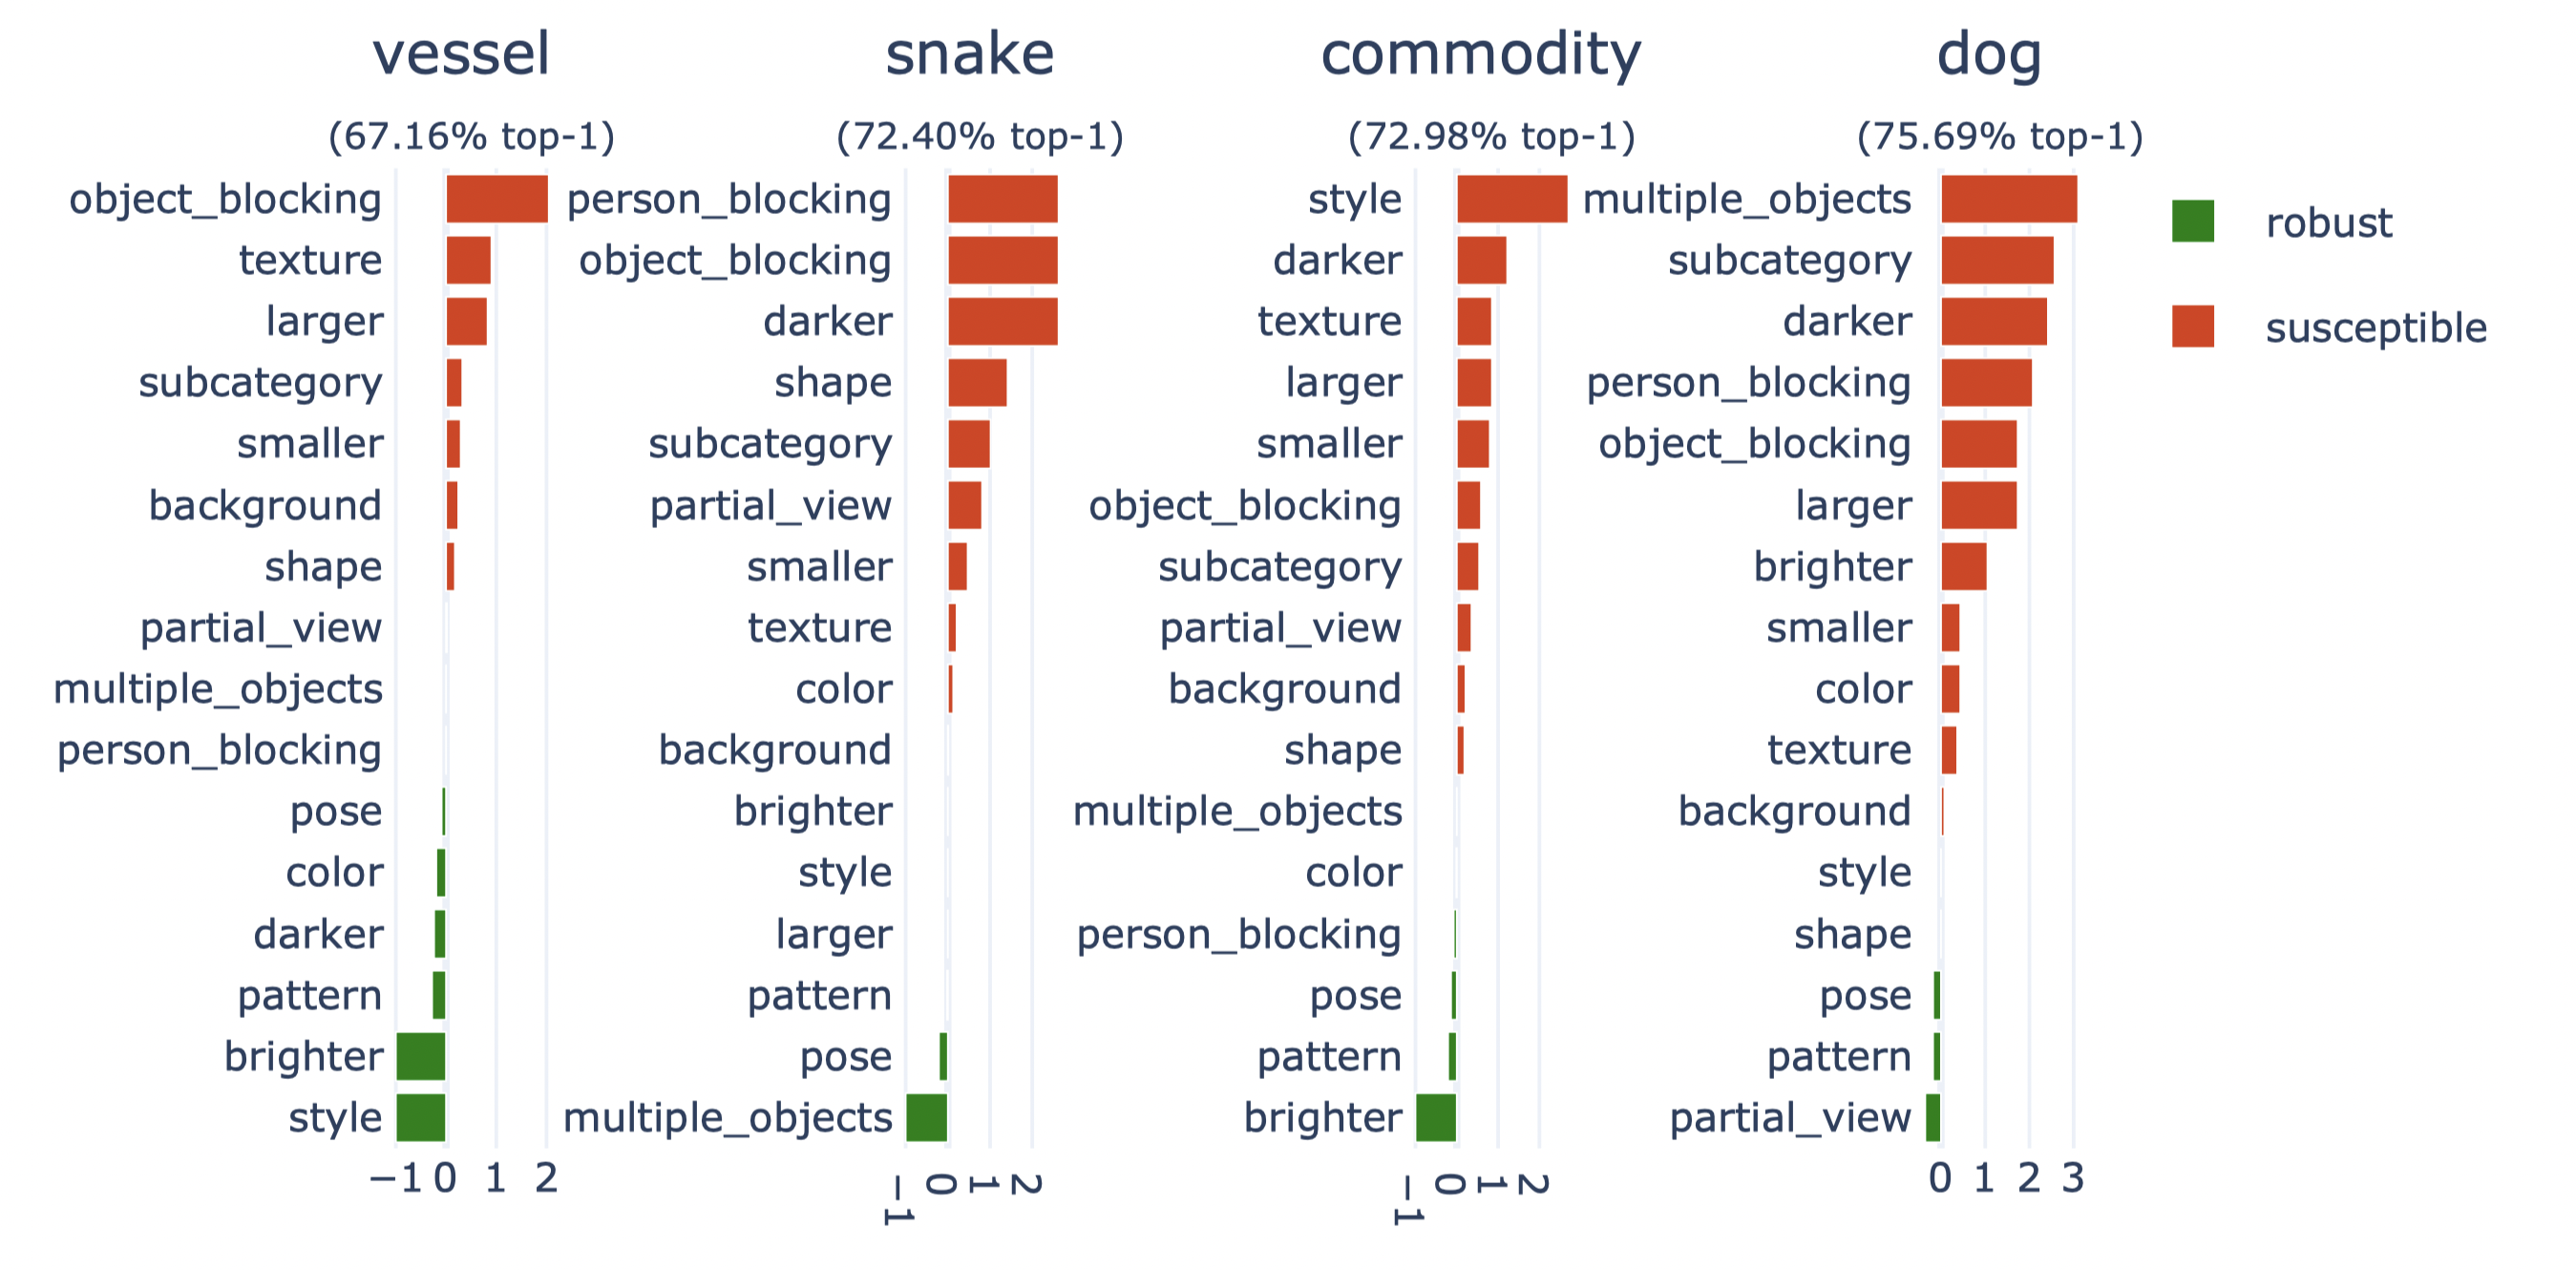 vessel
(67.16% top-1)
object_blocking
texture
larger
subcategory
smaller
background
shape
partial_view
multiple_objects
person_blocking
pose
color
darker
pattern
brighter
style
−1 0 1 2
snake
(72.40% top-1)
person_blocking
object_blocking
darker
shape
subcategory
partial_view
smaller
texture
color
background
brighter
style
larger
pattern
pose
multiple_objects
−1 0 1 2
commodity
(72.98% top-1)
style
darker
texture
larger
smaller
object_blocking
subcategory
partial_view
background
shape
multiple_objects
color
person_blocking
pose
pattern
brighter
−1 0 1 2
dog
(75.69% top-1)
multiple_objects
subcategory
darker
person_blocking
object_blocking
larger
brighter
smaller
color
texture
background
style
shape
pose
pattern
partial_view
0 1 2 3
robust
susceptible